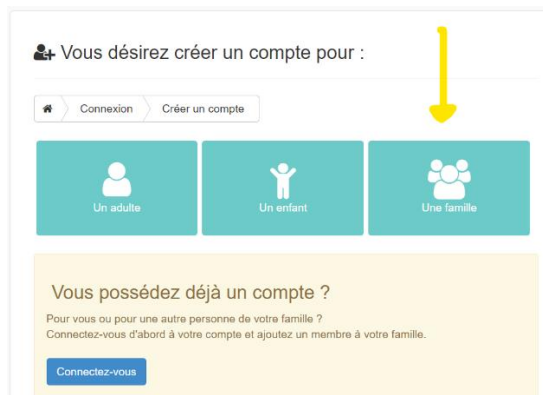 Vous désirez créer un compte pour :
Connexion Créer un compte
Un adulte Un enfant Une famille
Vous possédez déjà un compte ?
Pour vous ou pour une autre personne de votre famille ?
Connectez-vous d'abord à votre compte et ajoutez un membre à votre famille.
Connectez-vous